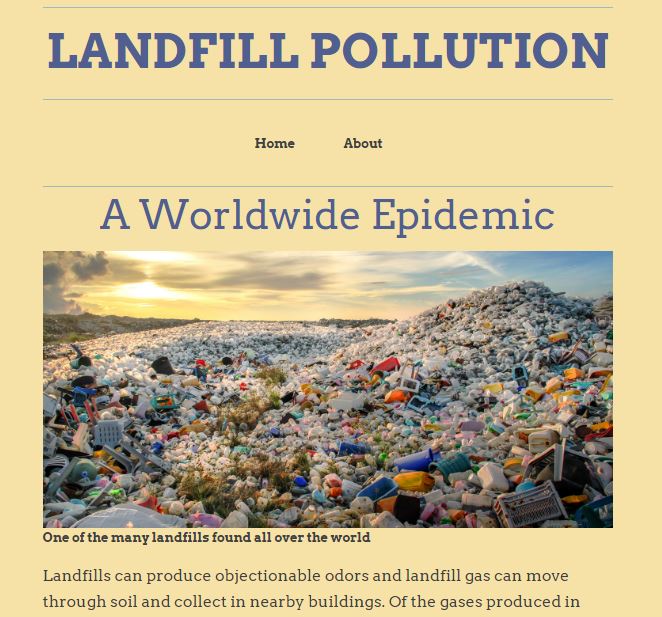 LANDFILL POLLUTION
Home About
A Worldwide Epidemic
One of the many landfills found all over the world
Landfills can produce objectionable odors and landfill gas can move
through soil and collect in nearby buildings. Of the gases produced in